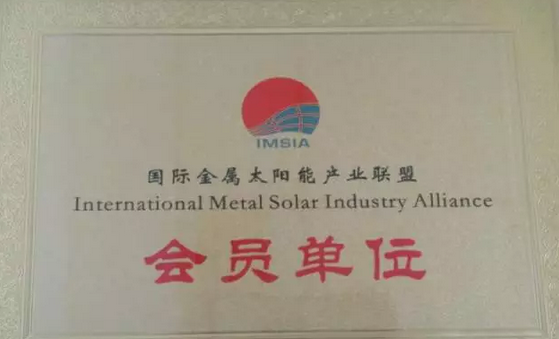 IMSIA
国际金属太阳能产业联盟
International Metal Solar Industry Alliance
会员单位